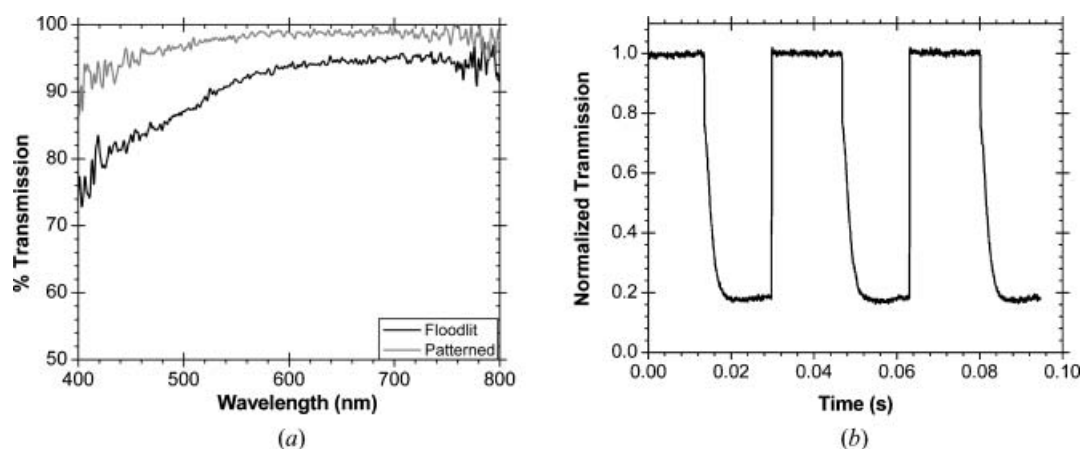 100
90
80
70
60
50
% Transmission
400 500 600 700 800
Wavelength (nm)
Floodlit
Patterned
(a)
1.0
0.8
0.6
0.4
0.2
0.0
Normalized Tranmission
0.00 0.02 0.04 0.06 0.08 0.10
Time (s)
(b)